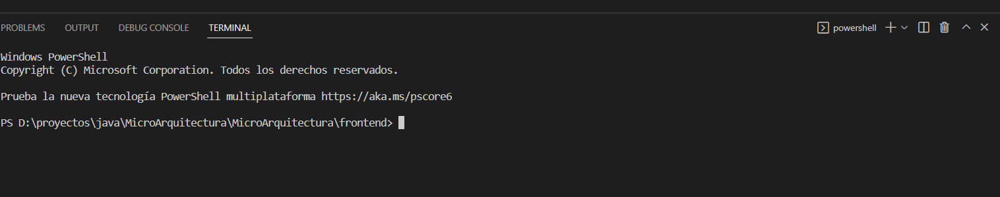 PROBLEMS OUTPUT DEBUG CONSOLE TERMINAL powershell
Windows PowerShell
Copyright (C) Microsoft Corporation. Todos los derechos reservados.
Prueba la nueva tecnología PowerShell multiplataforma https://aka.ms/pscore6
PS D:\proyectos\java\MicroArquitectura\MicroArquitectura\frontend>